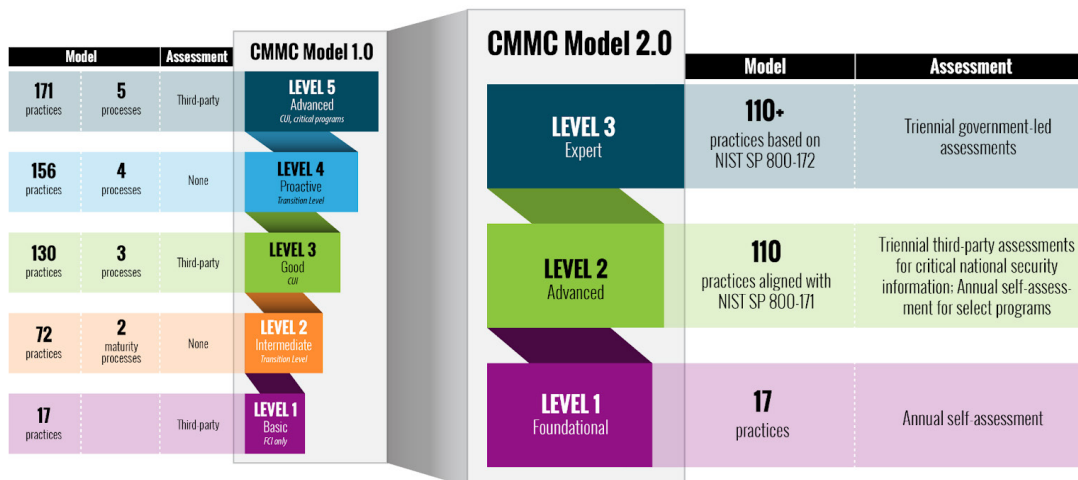 CMMC Model 1.0
Model
Assessment
171
practices
5
processes
Third-party
LEVEL 5
Advanced
CUI, critical programs
156
practices
4
processes
None
LEVEL 4
Proactive
Transition Level
130
practices
3
processes
Third-party
LEVEL 3
Good
CUI
72
practices
2
maturity
processes
None
LEVEL 2
Intermediate
Transition Level
17
practices
Third-party
LEVEL 1
Basic
FCI only
CMMC Model 2.0
Model
Assessment
LEVEL 3
Expert
110+
practices based on
NIST SP 800-172
Triennial government-led
assessments
LEVEL 2
Advanced
110
practices aligned with
NIST SP 800-171
Triennial third-party assessments
for critical national security
information; Annual self-assess-
ment for select programs
LEVEL 1
Foundational
17
practices
Annual self-assessment